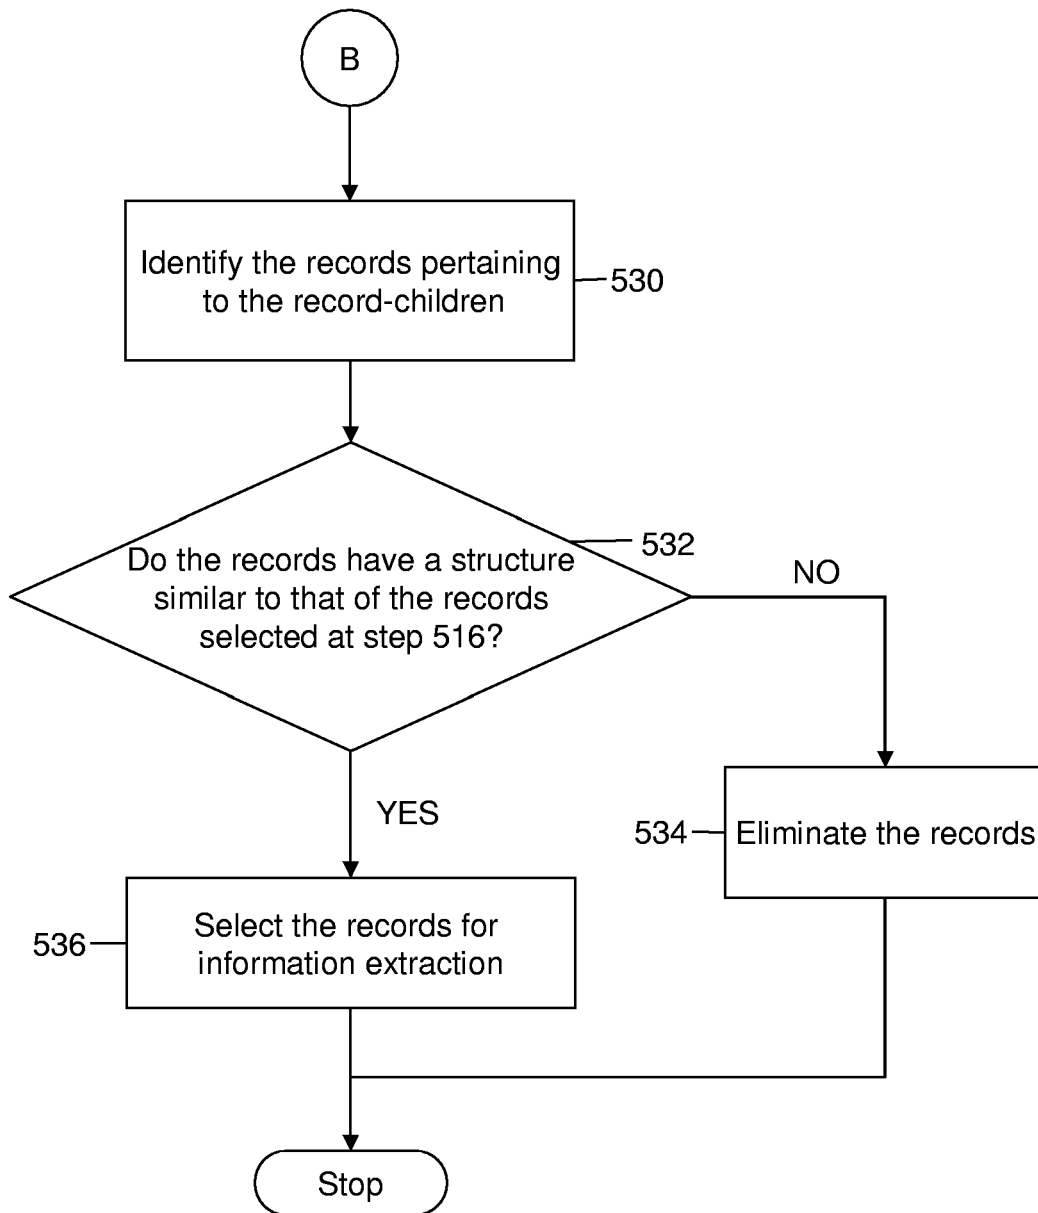 B
Identify the records pertaining
to the record-children
530
Do the records have a structure
similar to that of the records
selected at step 516?
532
NO
YES
534
Eliminate the records
536
Select the records for
information extraction
Stop